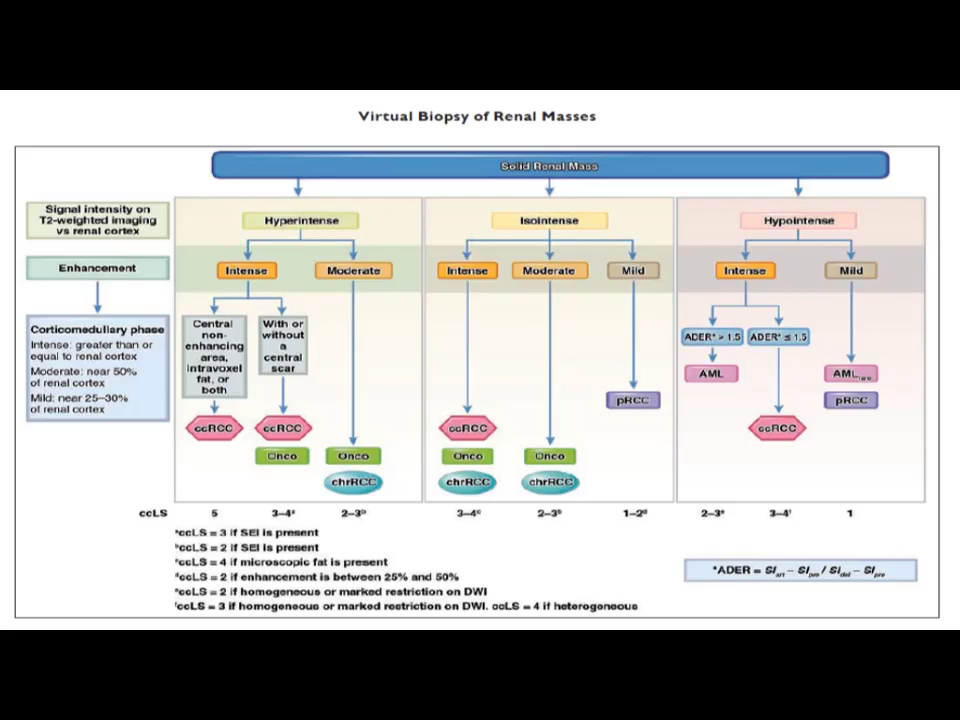 Virtual Biopsy of Renal Masses
Solid Renal Mass
Signal intensity on
T2-weighted imaging
vs renal cortex
Hyperintense
Isointense
Hypointense
Enhancement
Intense
Moderate
Intense
Moderate
Mild
Intense
Mild
Corticomedullary phase
Intense: greater than or
equal to renal cortex
Moderate: near 50%
of renal cortex
Mild: near 25–30%
of renal cortex
Central
non-
enhancing
area,
intravoxel
fat, or
both
With or
without
a
central
scar
ADER* > 1.5
ADER* ≤ 1.5
AML
AML
pRCC
pRCC
ccRCC
ccRCC
ccRCC
ccRCC
Onco
Onco
Onco
Onco
chrRCC
chrRCC
chrRCC
ccLS
5
3–4ᵃ
2–3ᵇ
3–4ᶜ
2–3ᵇ
1–2ᵈ
2–3ᵉ
3–4ᶠ
1
ᵃccLS = 3 if SEI is present
ᵇccLS = 2 if SEI is present
ᶜccLS = 4 if microscopic fat is present
ᵈccLS = 2 if enhancement is between 25% and 50%
ᵉccLS = 2 if homogeneous or marked restriction on DWI
ᶠccLS = 3 if homogeneous or marked restriction on DWI. ccLS = 4 if heterogeneous
*ADER = SIart – SIpre / SIdel – SIpre